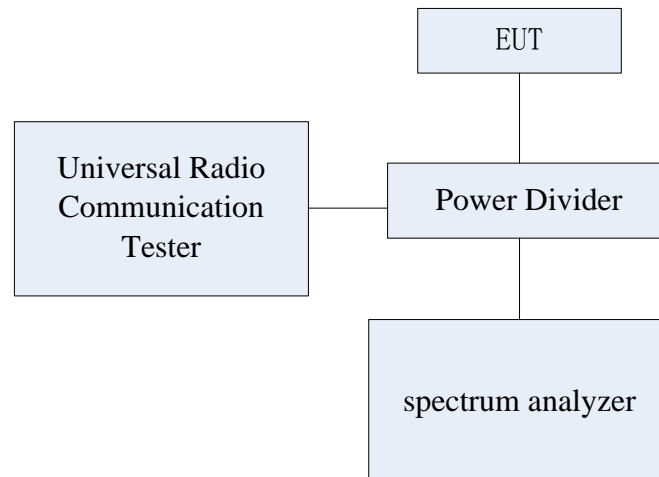 EUT
Universal Radio
Communication
Tester
Power Divider
spectrum analyzer